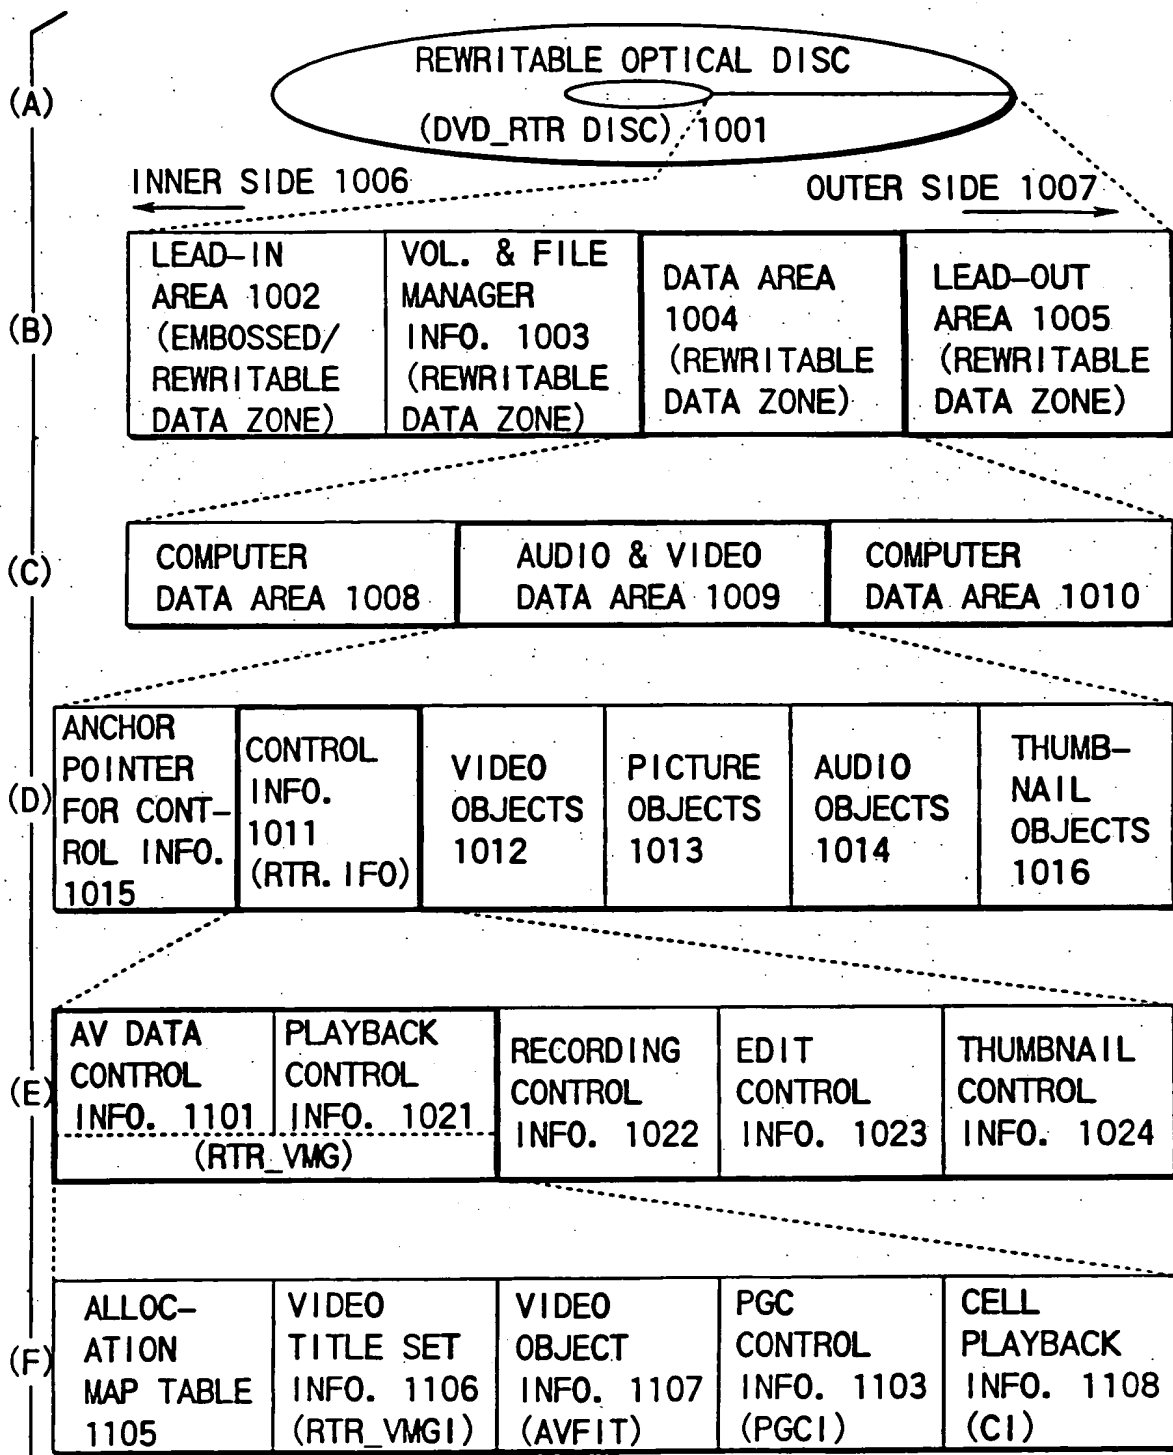 (A)
REWRITABLE OPTICAL DISC
(DVD_RTR DISC) 1001
INNER SIDE 1006
OUTER SIDE 1007
(B)
LEAD-IN
AREA 1002
(EMBOSSED/
REWRITABLE
DATA ZONE)
VOL. & FILE
MANAGER
INFO. 1003
(REWRITABLE
DATA ZONE)
DATA AREA
1004
(REWRITABLE
DATA ZONE)
LEAD-OUT
AREA 1005
(REWRITABLE
DATA ZONE)
(C)
COMPUTER
DATA AREA 1008
AUDIO & VIDEO
DATA AREA 1009
COMPUTER
DATA AREA 1010
(D)
ANCHOR
POINTER
FOR CONT-
ROL INFO.
1015
CONTROL
INFO.
1011
(RTR.IFO)
VIDEO
OBJECTS
1012
PICTURE
OBJECTS
1013
AUDIO
OBJECTS
1014
THUMB-
NAIL
OBJECTS
1016
(E)
AV DATA
CONTROL
INFO. 1101
PLAYBACK
CONTROL
INFO. 1021
(RTR_VMG)
RECORDING
CONTROL
INFO. 1022
EDIT
CONTROL
INFO. 1023
THUMBNAIL
CONTROL
INFO. 1024
(F)
ALLOC-
ATION
MAP TABLE
1105
VIDEO
TITLE SET
INFO. 1106
(RTR_VMGI)
VIDEO
OBJECT
INFO. 1107
(AVFIT)
PGC
CONTROL
INFO. 1103
(PGCI)
CELL
PLAYBACK
INFO. 1108
(CI)